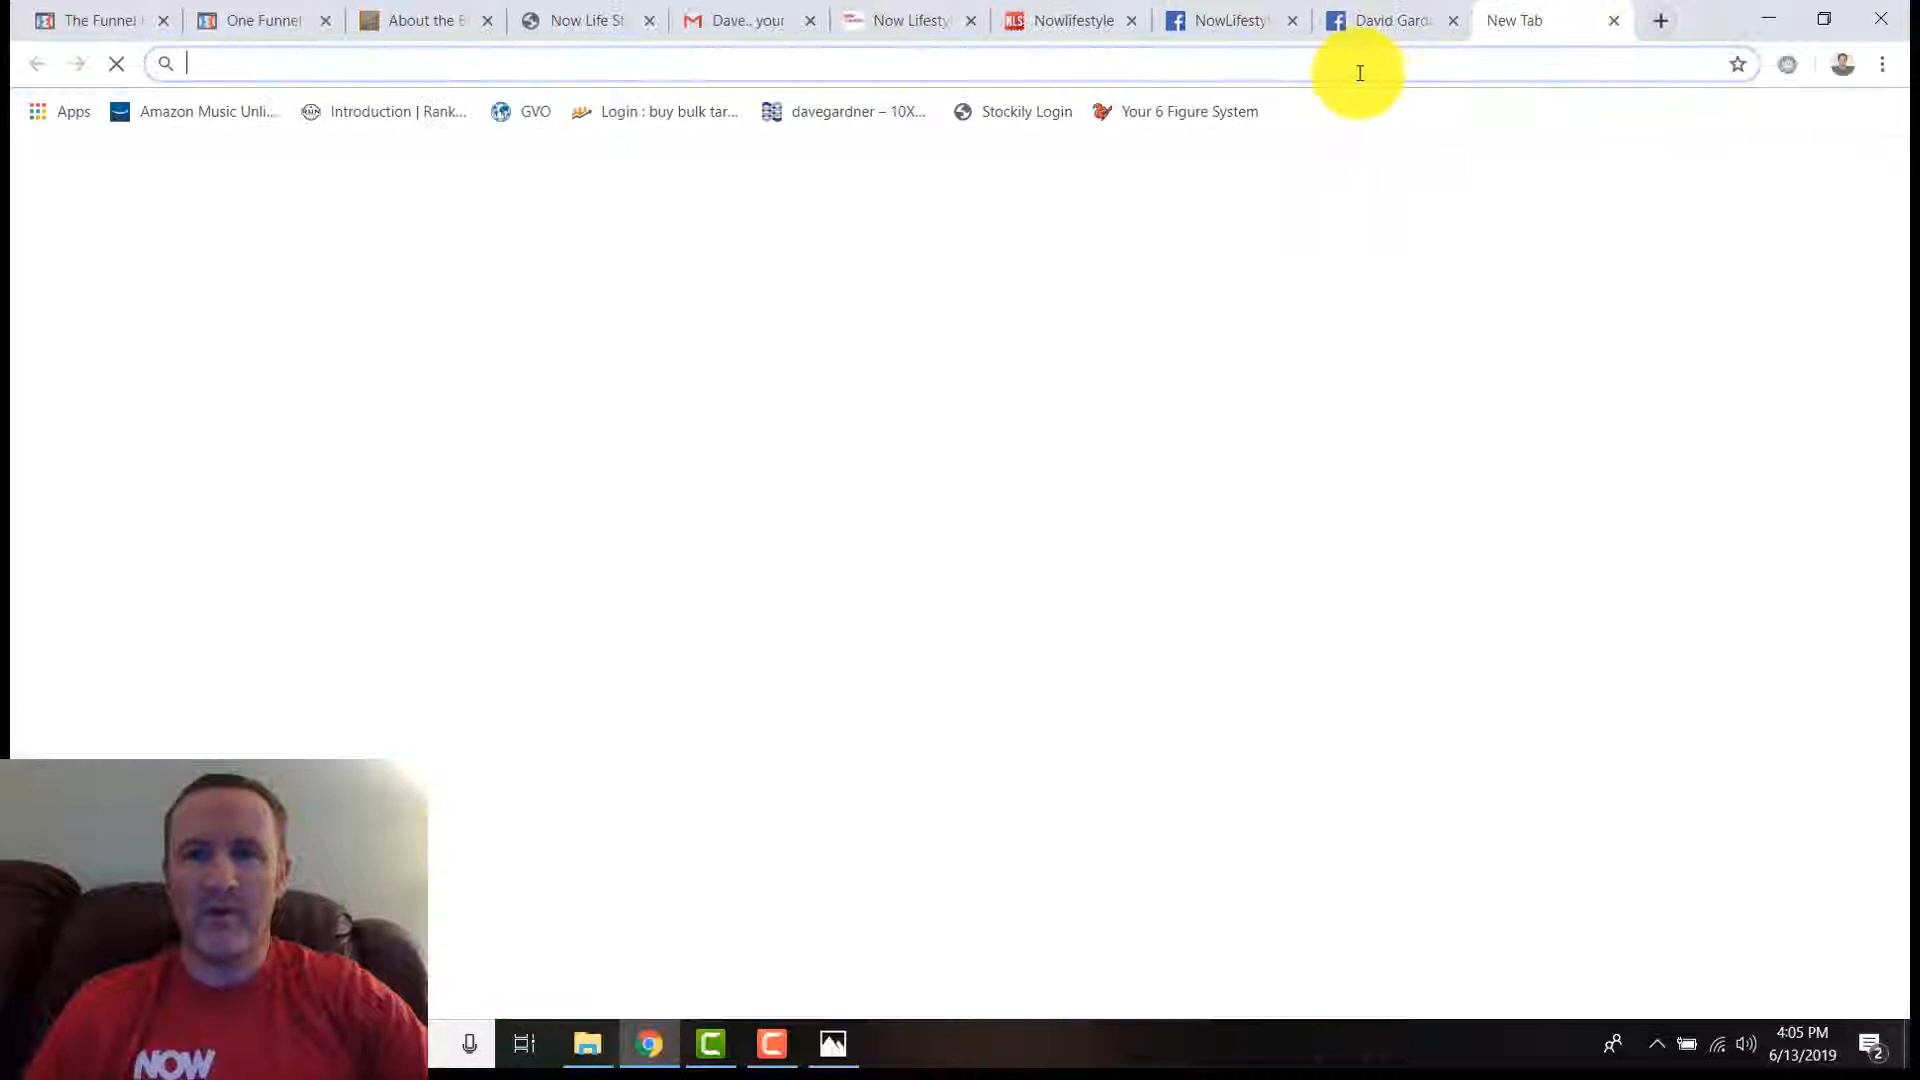 The Funnel
One Funnel
About the E
Now Life St
Dave.. your
Now Lifesty
NLS
Nowlifestyle
NowLifesty
David Gard
New Tab
Apps
Amazon Music Unli...
Introduction | Rank...
GVO
Login : buy bulk tar...
davegardner – 10X...
Stockily Login
Your 6 Figure System
NOW
4:05 PM
6/13/2019
2